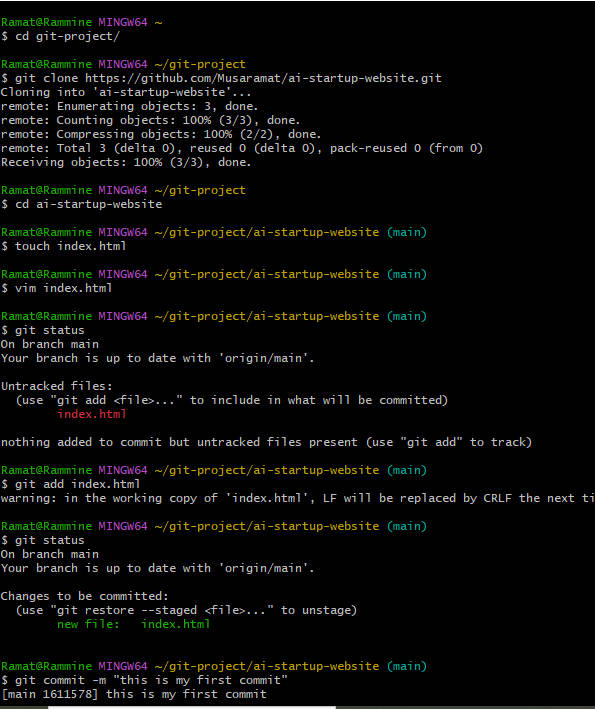 Ramat@Rammine MINGW64 ~
$ cd git-project/

Ramat@Rammine MINGW64 ~/git-project
$ git clone https://github.com/Musaramat/ai-startup-website.git
Cloning into 'ai-startup-website'...
remote: Enumerating objects: 3, done.
remote: Counting objects: 100% (3/3), done.
remote: Compressing objects: 100% (2/2), done.
remote: Total 3 (delta 0), reused 0 (delta 0), pack-reused 0 (from 0)
Receiving objects: 100% (3/3), done.

Ramat@Rammine MINGW64 ~/git-project
$ cd ai-startup-website

Ramat@Rammine MINGW64 ~/git-project/ai-startup-website (main)
$ touch index.html

Ramat@Rammine MINGW64 ~/git-project/ai-startup-website (main)
$ vim index.html

Ramat@Rammine MINGW64 ~/git-project/ai-startup-website (main)
$ git status
On branch main
Your branch is up to date with 'origin/main'.

Untracked files:
  (use "git add <file>..." to include in what will be committed)
        index.html

nothing added to commit but untracked files present (use "git add" to track)

Ramat@Rammine MINGW64 ~/git-project/ai-startup-website (main)
$ git add index.html
warning: in the working copy of 'index.html', LF will be replaced by CRLF the next ti

Ramat@Rammine MINGW64 ~/git-project/ai-startup-website (main)
$ git status
On branch main
Your branch is up to date with 'origin/main'.

Changes to be committed:
  (use "git restore --staged <file>..." to unstage)
        new file:   index.html


Ramat@Rammine MINGW64 ~/git-project/ai-startup-website (main)
$ git commit -m "this is my first commit"
[main 1611578] this is my first commit